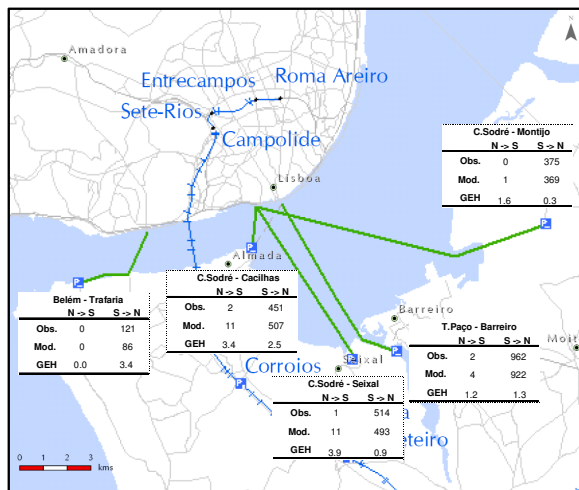 Amadora
Entrecampos
Roma Areiro
Sete-Rios
Campolide
Lisboa
C.Sodré - Montijo
N -> S S -> N
Obs. 0 375
Mod. 1 369
GEH 1.6 0.3
Almada
C.Sodré - Cacilhas
N -> S S -> N
Obs. 2 451
Mod. 11 507
GEH 3.4 2.5
Belém - Trafaria
N -> S S -> N
Obs. 0 121
Mod. 0 86
GEH 0.0 3.4
Barreiro
T.Paço - Barreiro
N -> S S -> N
Obs. 2 962
Mod. 4 922
GEH 1.2 1.3
Moit
Corroios
Seixal
C.Sodré - Seixal
N -> S S -> N
Obs. 1 514
Mod. 11 493
GEH 3.9 0.9
a
eteiro
0 1 2 3
kms
P
P
P
P
P
P
P